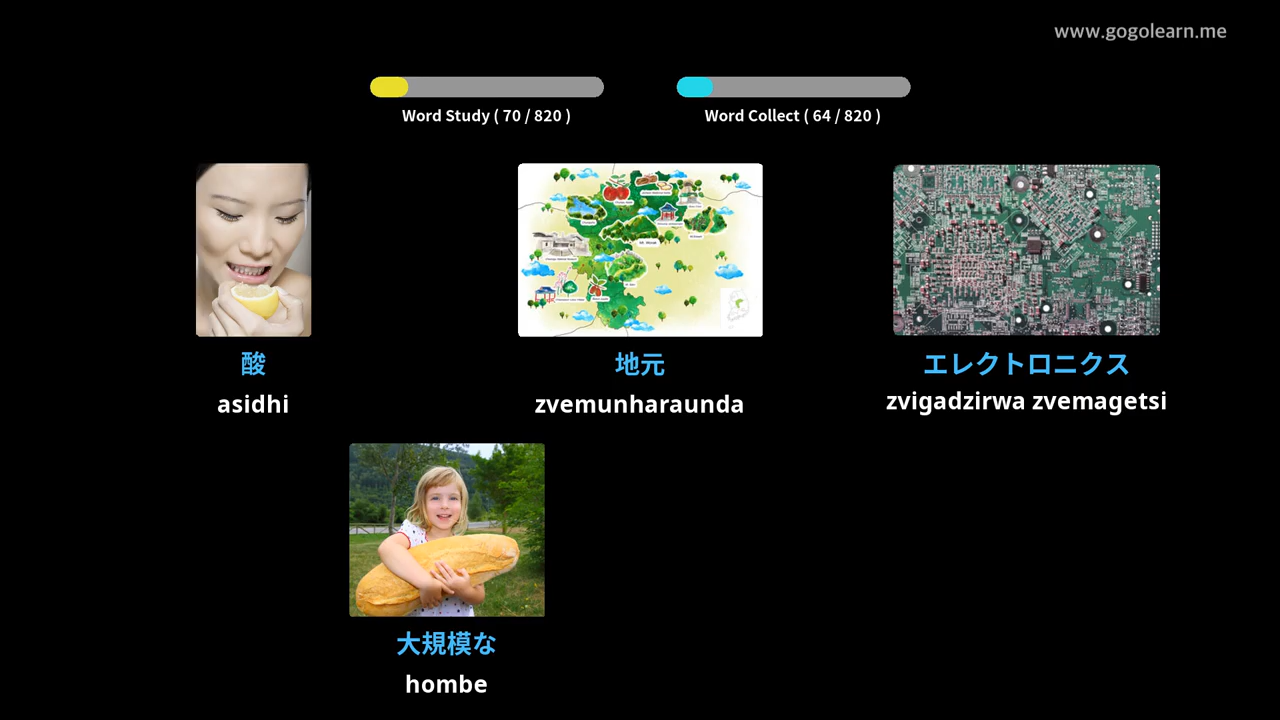 www.gogolearn.me
Word Study ( 70 / 820 )
Word Collect ( 64 / 820 )
酸
asidhi
地元
zvemunharaunda
エレクトロニクス
zvigadzirwa zvemagetsi
大規模な
hombe